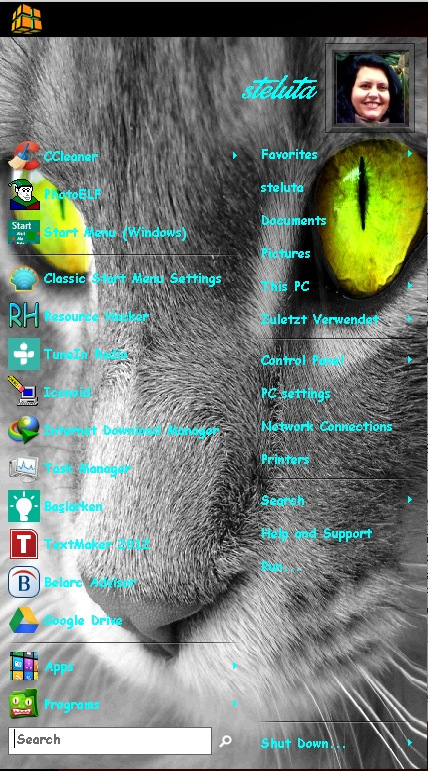 steluta
CCleaner
PhotoELF
Start Menu (Windows)
Classic Start Menu Settings
Resource Hacker
TuneIn Radio
Iconoid
Internet Download Manager
Task Manager
Başlarken
TextMaker 2012
Belarc Advisor
Google Drive
Apps
Programs
Search
Favorites
steluta
Documents
Pictures
This PC
Zuletzt Verwendet
Control Panel
PC settings
Network Connections
Printers
Search
Help and Support
Run...
Shut Down...